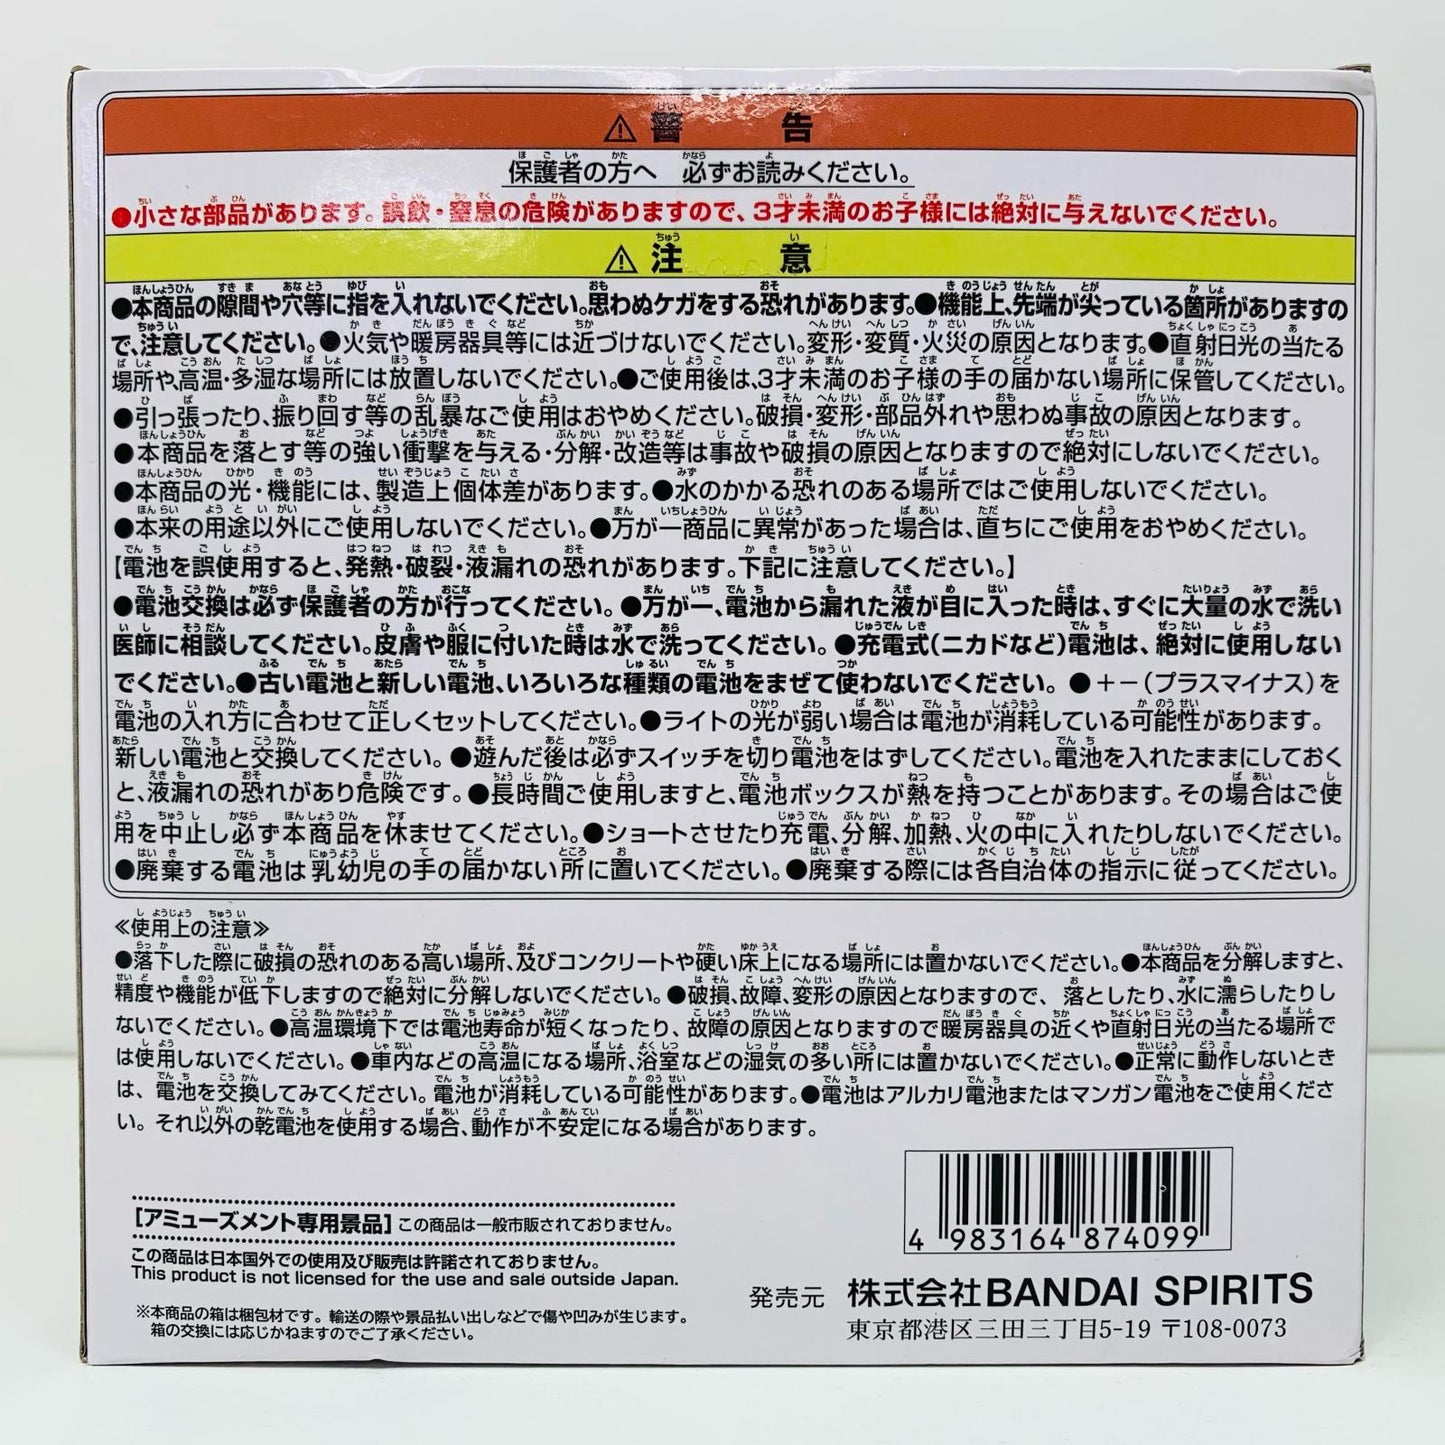 ⚠警告
保護者の方へ 必ずお読みください。
●小さな部品があります。誤飲・窒息の危険がありますので、3才未満のお子様には絶対に与えないでください。
⚠注意
●本商品の隙間や穴等に指を入れないでください。思わぬケガをする恐れがあります。●機能上、先端が尖っている箇所がありますの
で、注意してください。●火気や暖房器具等には近づけないでください。変形・変質・火災の原因となります。●直射日光の当たる
場所や、高温・多湿な場所には放置しないでください。●ご使用後は、3才未満のお子様の手の届かない場所に保管してください。
●引っ張ったり、振り回す等の乱暴なご使用はおやめください。破損・変形・部品外れや思わぬ事故の原因となります。
●本商品を落とす等の強い衝撃を与える・分解・改造等は事故や破損の原因となりますので絶対にしないでください。
●本商品の光・機能には、製造上個体差があります。●水のかかる恐れのある場所ではご使用しないでください。
●本来の用途以外にご使用しないでください。●万が一商品に異常があった場合は、直ちにご使用をおやめください。
【電池を誤使用すると、発熱・破裂・液漏れの恐れがあります。下記に注意してください。】
●電池交換は必ず保護者の方が行ってください。●万が一、電池から漏れた液が目に入った時は、すぐに大量の水で洗い
医師に相談してください。皮膚や服に付いた時は水で洗ってください。●充電式(ニカドなど)電池は、絶対に使用しない
でください。●古い電池と新しい電池、いろいろな種類の電池をまぜて使わないでください。●＋−(プラスマイナス)を
電池の入れ方に合わせて正しくセットしてください。●ライトの光が弱い場合は電池が消耗している可能性があります。
新しい電池と交換してください。●遊んだ後は必ずスイッチを切り電池をはずしてください。電池を入れたままにしておく
と、液漏れの恐れがあり危険です。●長時間ご使用しますと、電池ボックスが熱を持つことがあります。その場合はご使
用を中止し必ず本商品を休ませてください。●ショートさせたり充電、分解、加熱、火の中に入れたりしないでください。
●廃棄する電池は乳幼児の手の届かない所に置いてください。●廃棄する際には各自治体の指示に従ってください。
≪使用上の注意≫
●落下した際に破損の恐れのある高い場所、及びコンクリートや硬い床上になる場所には置かないでください。●本商品を分解しますと、
精度や機能が低下しますので絶対に分解しないでください。●破損、故障、変形の原因となりますので、落としたり、水に濡らしたりし
ないでください。●高温環境下では電池寿命が短くなったり、故障の原因となりますので暖房器具の近くや直射日光の当たる場所で
は使用しないでください。●車内などの高温になる場所、浴室などの湿気の多い所には置かないでください。●正常に動作しないとき
は、電池を交換してみてください。電池が消耗している可能性があります。●電池はアルカリ電池またはマンガン電池をご使用くださ
い。それ以外の乾電池を使用する場合、動作が不安定になる場合があります。
[アミューズメント専用景品]この商品は一般市販されておりません。
この商品は日本国外での使用及び販売は許諾されておりません。
This product is not licensed for the use and sale outside Japan.
※本商品の箱は梱包材です。輸送の際や景品払い出しなどで傷や凹みが生じます。
箱の交換には応じかねますのでご了承ください。
4 983164 874099
発売元 株式会社BANDAI SPIRITS
東京都港区三田三丁目5-19 〒108-0073